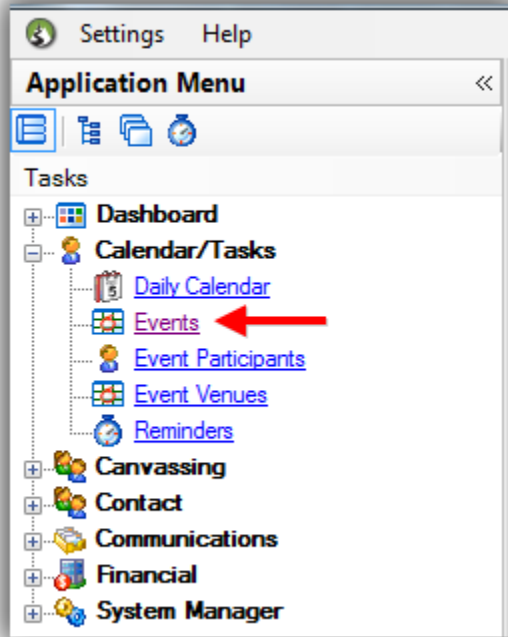 Settings Help
Application Menu
Tasks
Dashboard
Calendar/Tasks
5 Daily Calendar
Events
Event Participants
Event Venues
Reminders
Canvassing
Contact
Communications
Financial
System Manager